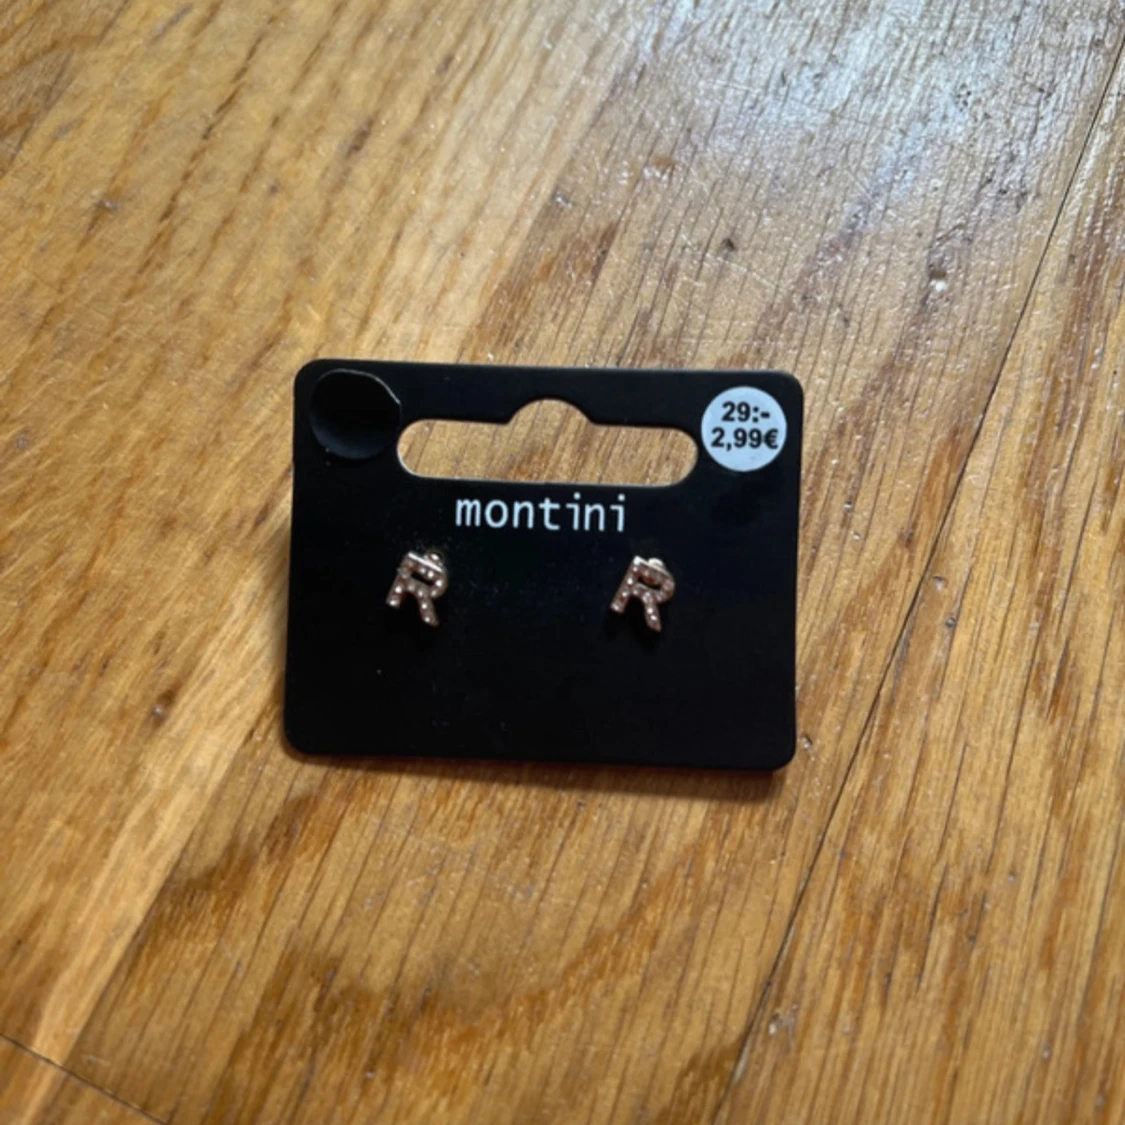 29:-
2,99€
montini
R R